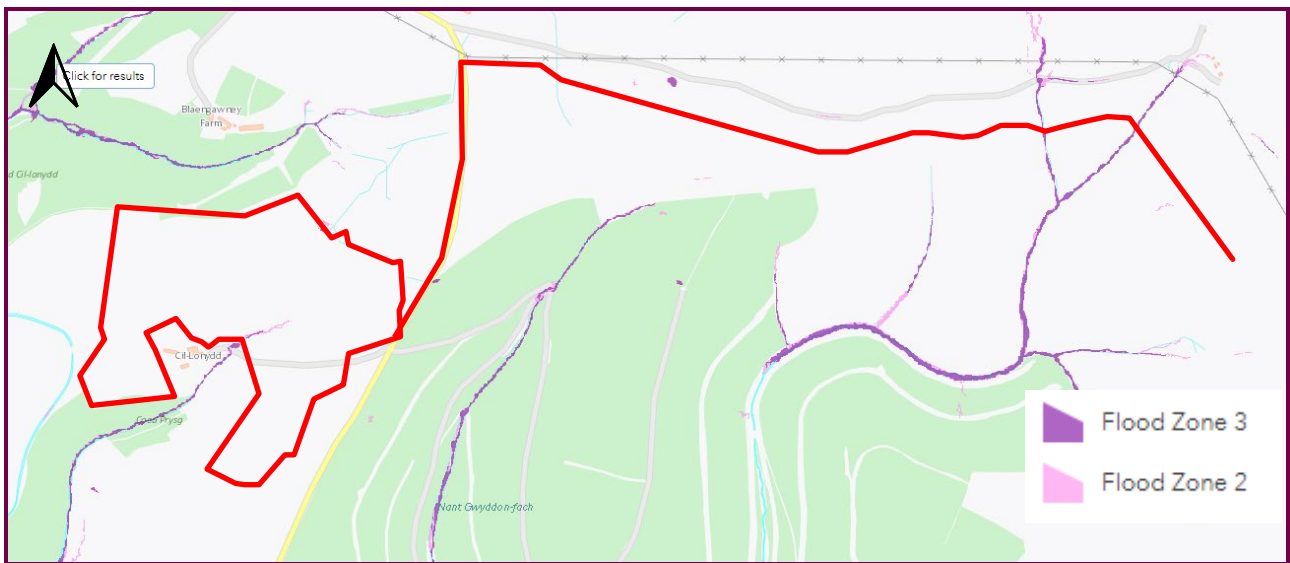 Click for results
Blaengawney
Farm
d Cil-lonydd
Cil-Lonydd
Coed Prysg
Nant Gwyddon-fach
Flood Zone 3
Flood Zone 2